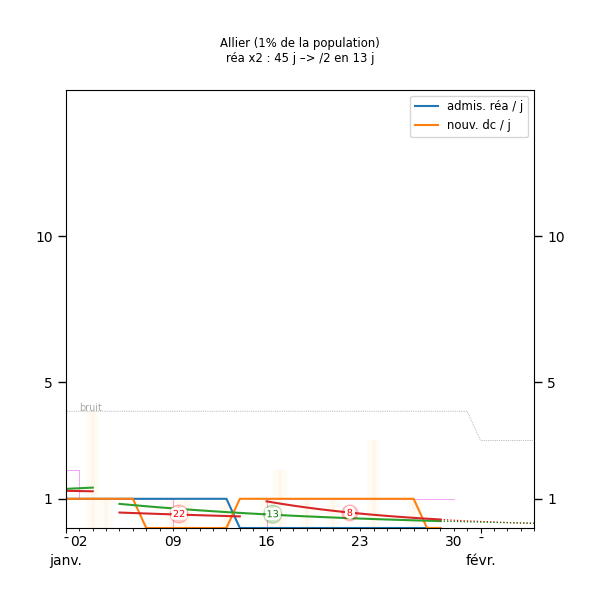 Allier (1% de la population)
réa x2 : 45 j –> /2 en 13 j
admis. réa / j
nouv. dc / j
10
10
5
5
bruit
1
1
22
13
8
02
09
16
23
30
-
janv.
févr.